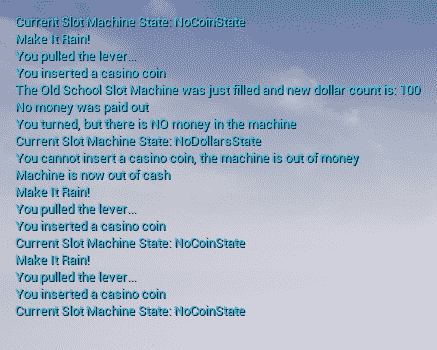 Current Slot Machine State: NoCoinState
Make It Rain!
You pulled the lever...
You inserted a casino coin
The Old School Slot Machine was just filled and new dollar count is: 100
No money was paid out
You turned, but there is NO money in the machine
Current Slot Machine State: NoDollarsState
You cannot insert a casino coin, the machine is out of money
Machine is now out of cash
Make It Rain!
You pulled the lever...
You inserted a casino coin
Current Slot Machine State: NoCoinState
Make It Rain!
You pulled the lever...
You inserted a casino coin
Current Slot Machine State: NoCoinState